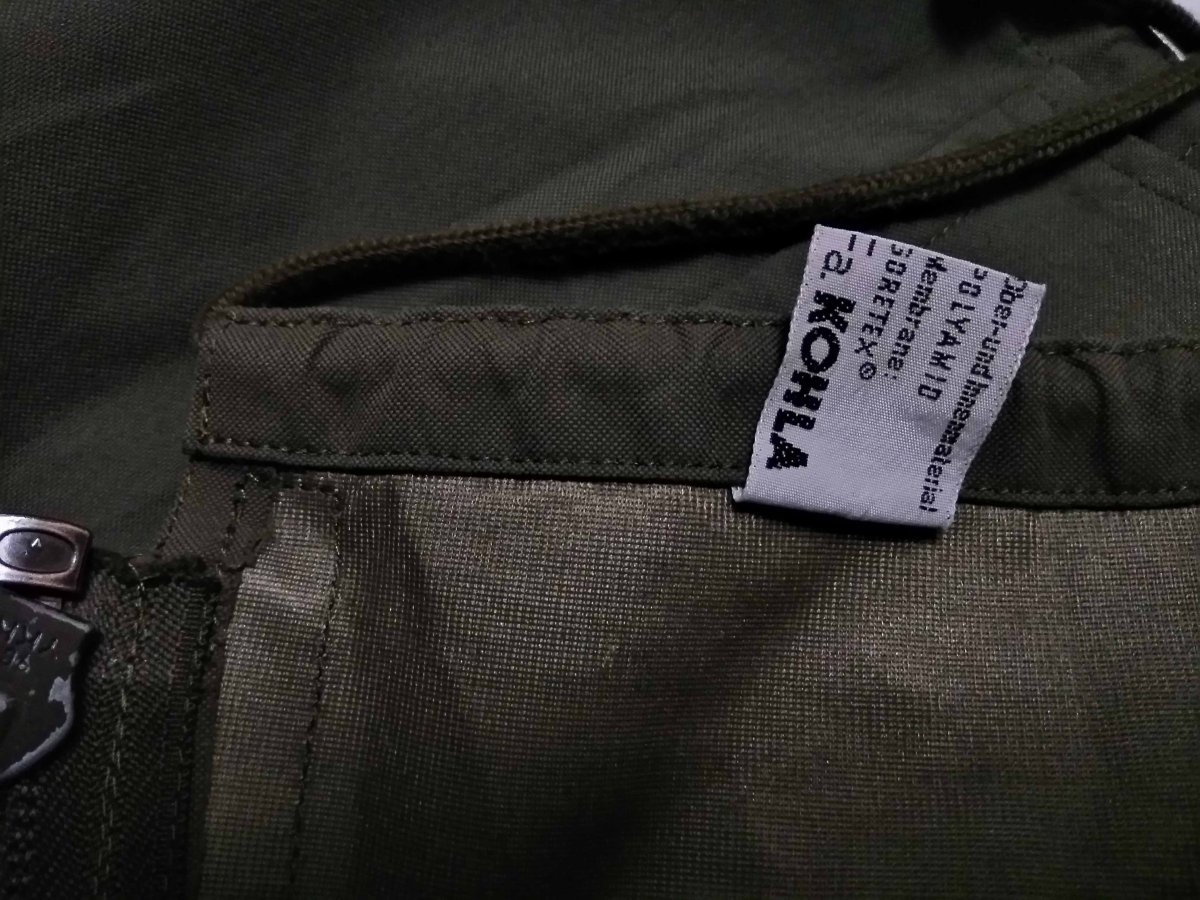 Ober-und Innenmaterial
POLYAMID
Membrane:
GORETEX®
a. KOHLA